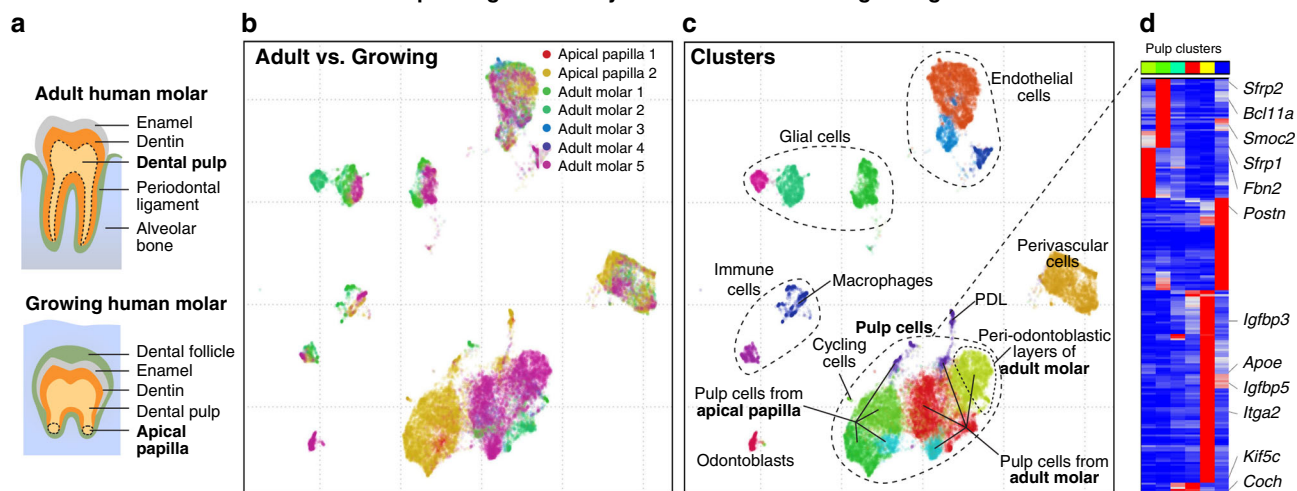 a
Adult human molar
Enamel
Dentin
Dental pulp
Periodontal
ligament
Alveolar
bone
Growing human molar
Dental follicle
Enamel
Dentin
Dental pulp
Apical
papilla
b
Adult vs. Growing
Apical papilla 1
Apical papilla 2
Adult molar 1
Adult molar 2
Adult molar 3
Adult molar 4
Adult molar 5
c
Clusters
Endothelial
cells
Glial cells
Perivascular
cells
Immune
cells
Macrophages
PDL
Pulp cells
Cycling
cells
Peri-odontoblastic
layers of
adult molar
Pulp cells from
apical papilla
Odontoblasts
Pulp cells from
adult molar
d
Pulp clusters
Sfrp2
Bcl11a
Smoc2
Sfrp1
Fbn2
Postn
Igfbp3
Apoe
Igfbp5
Itga2
Kif5c
Coch